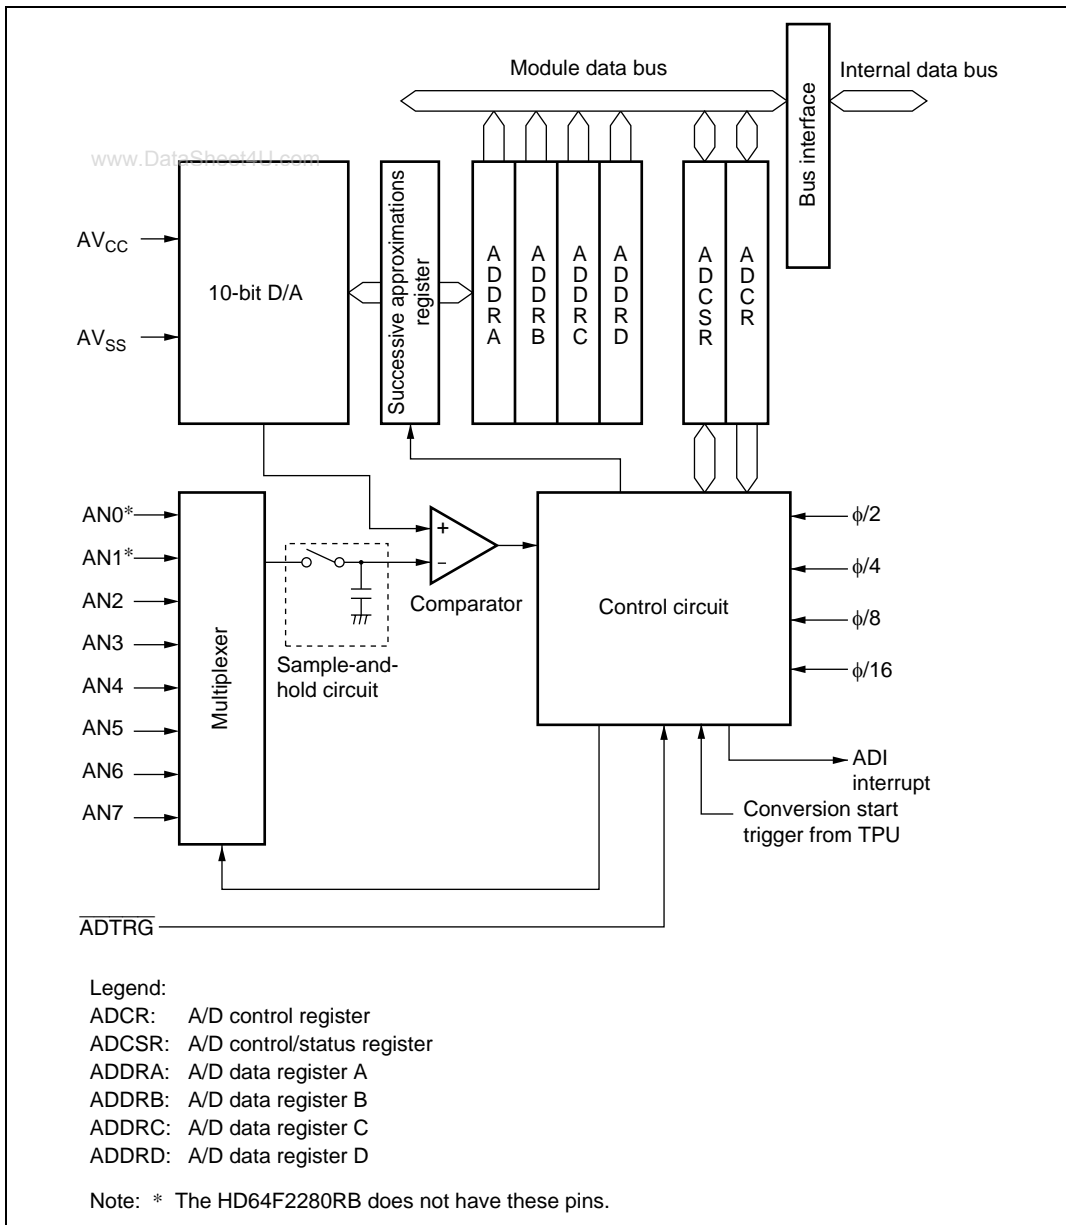 Module data bus
Internal data bus
Bus interface
www.DataSheet4U.com
AVCC
AVSS
10-bit D/A
Successive approximations
register
ADDRA
ADDRB
ADDRC
ADDRD
ADCSR
ADCR
AN0*
AN1*
AN2
AN3
AN4
AN5
AN6
AN7
Multiplexer
+
−
Comparator
Sample-and-
hold circuit
Control circuit
ϕ/2
ϕ/4
ϕ/8
ϕ/16
ADI
interrupt
Conversion start
trigger from TPU
ADTRG
Legend:
ADCR: A/D control register
ADCSR: A/D control/status register
ADDRA: A/D data register A
ADDRB: A/D data register B
ADDRC: A/D data register C
ADDRD: A/D data register D
Note: * The HD64F2280RB does not have these pins.